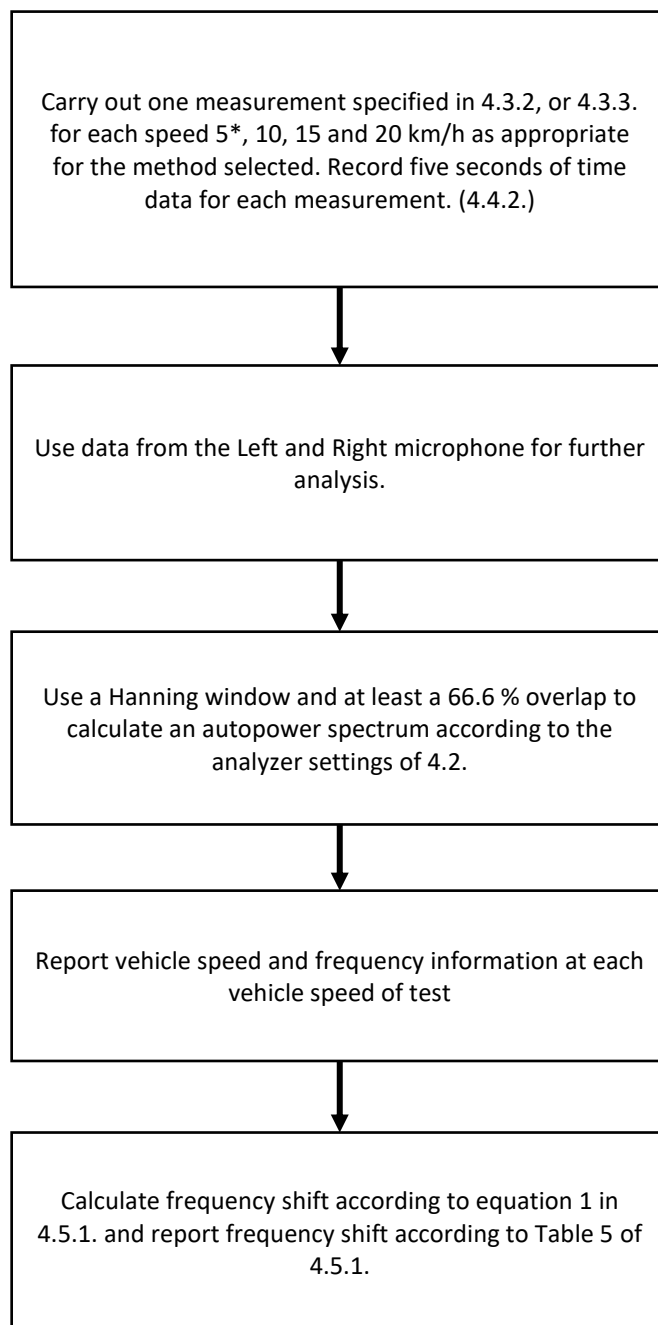 Carry out one measurement specified in 4.3.2, or 4.3.3.
for each speed 5*, 10, 15 and 20 km/h as appropriate
for the method selected. Record five seconds of time
data for each measurement. (4.4.2.)
Use data from the Left and Right microphone for further
analysis.
Use a Hanning window and at least a 66.6 % overlap to
calculate an autopower spectrum according to the
analyzer settings of 4.2.
Report vehicle speed and frequency information at each
vehicle speed of test
Calculate frequency shift according to equation 1 in
4.5.1. and report frequency shift according to Table 5 of
4.5.1.